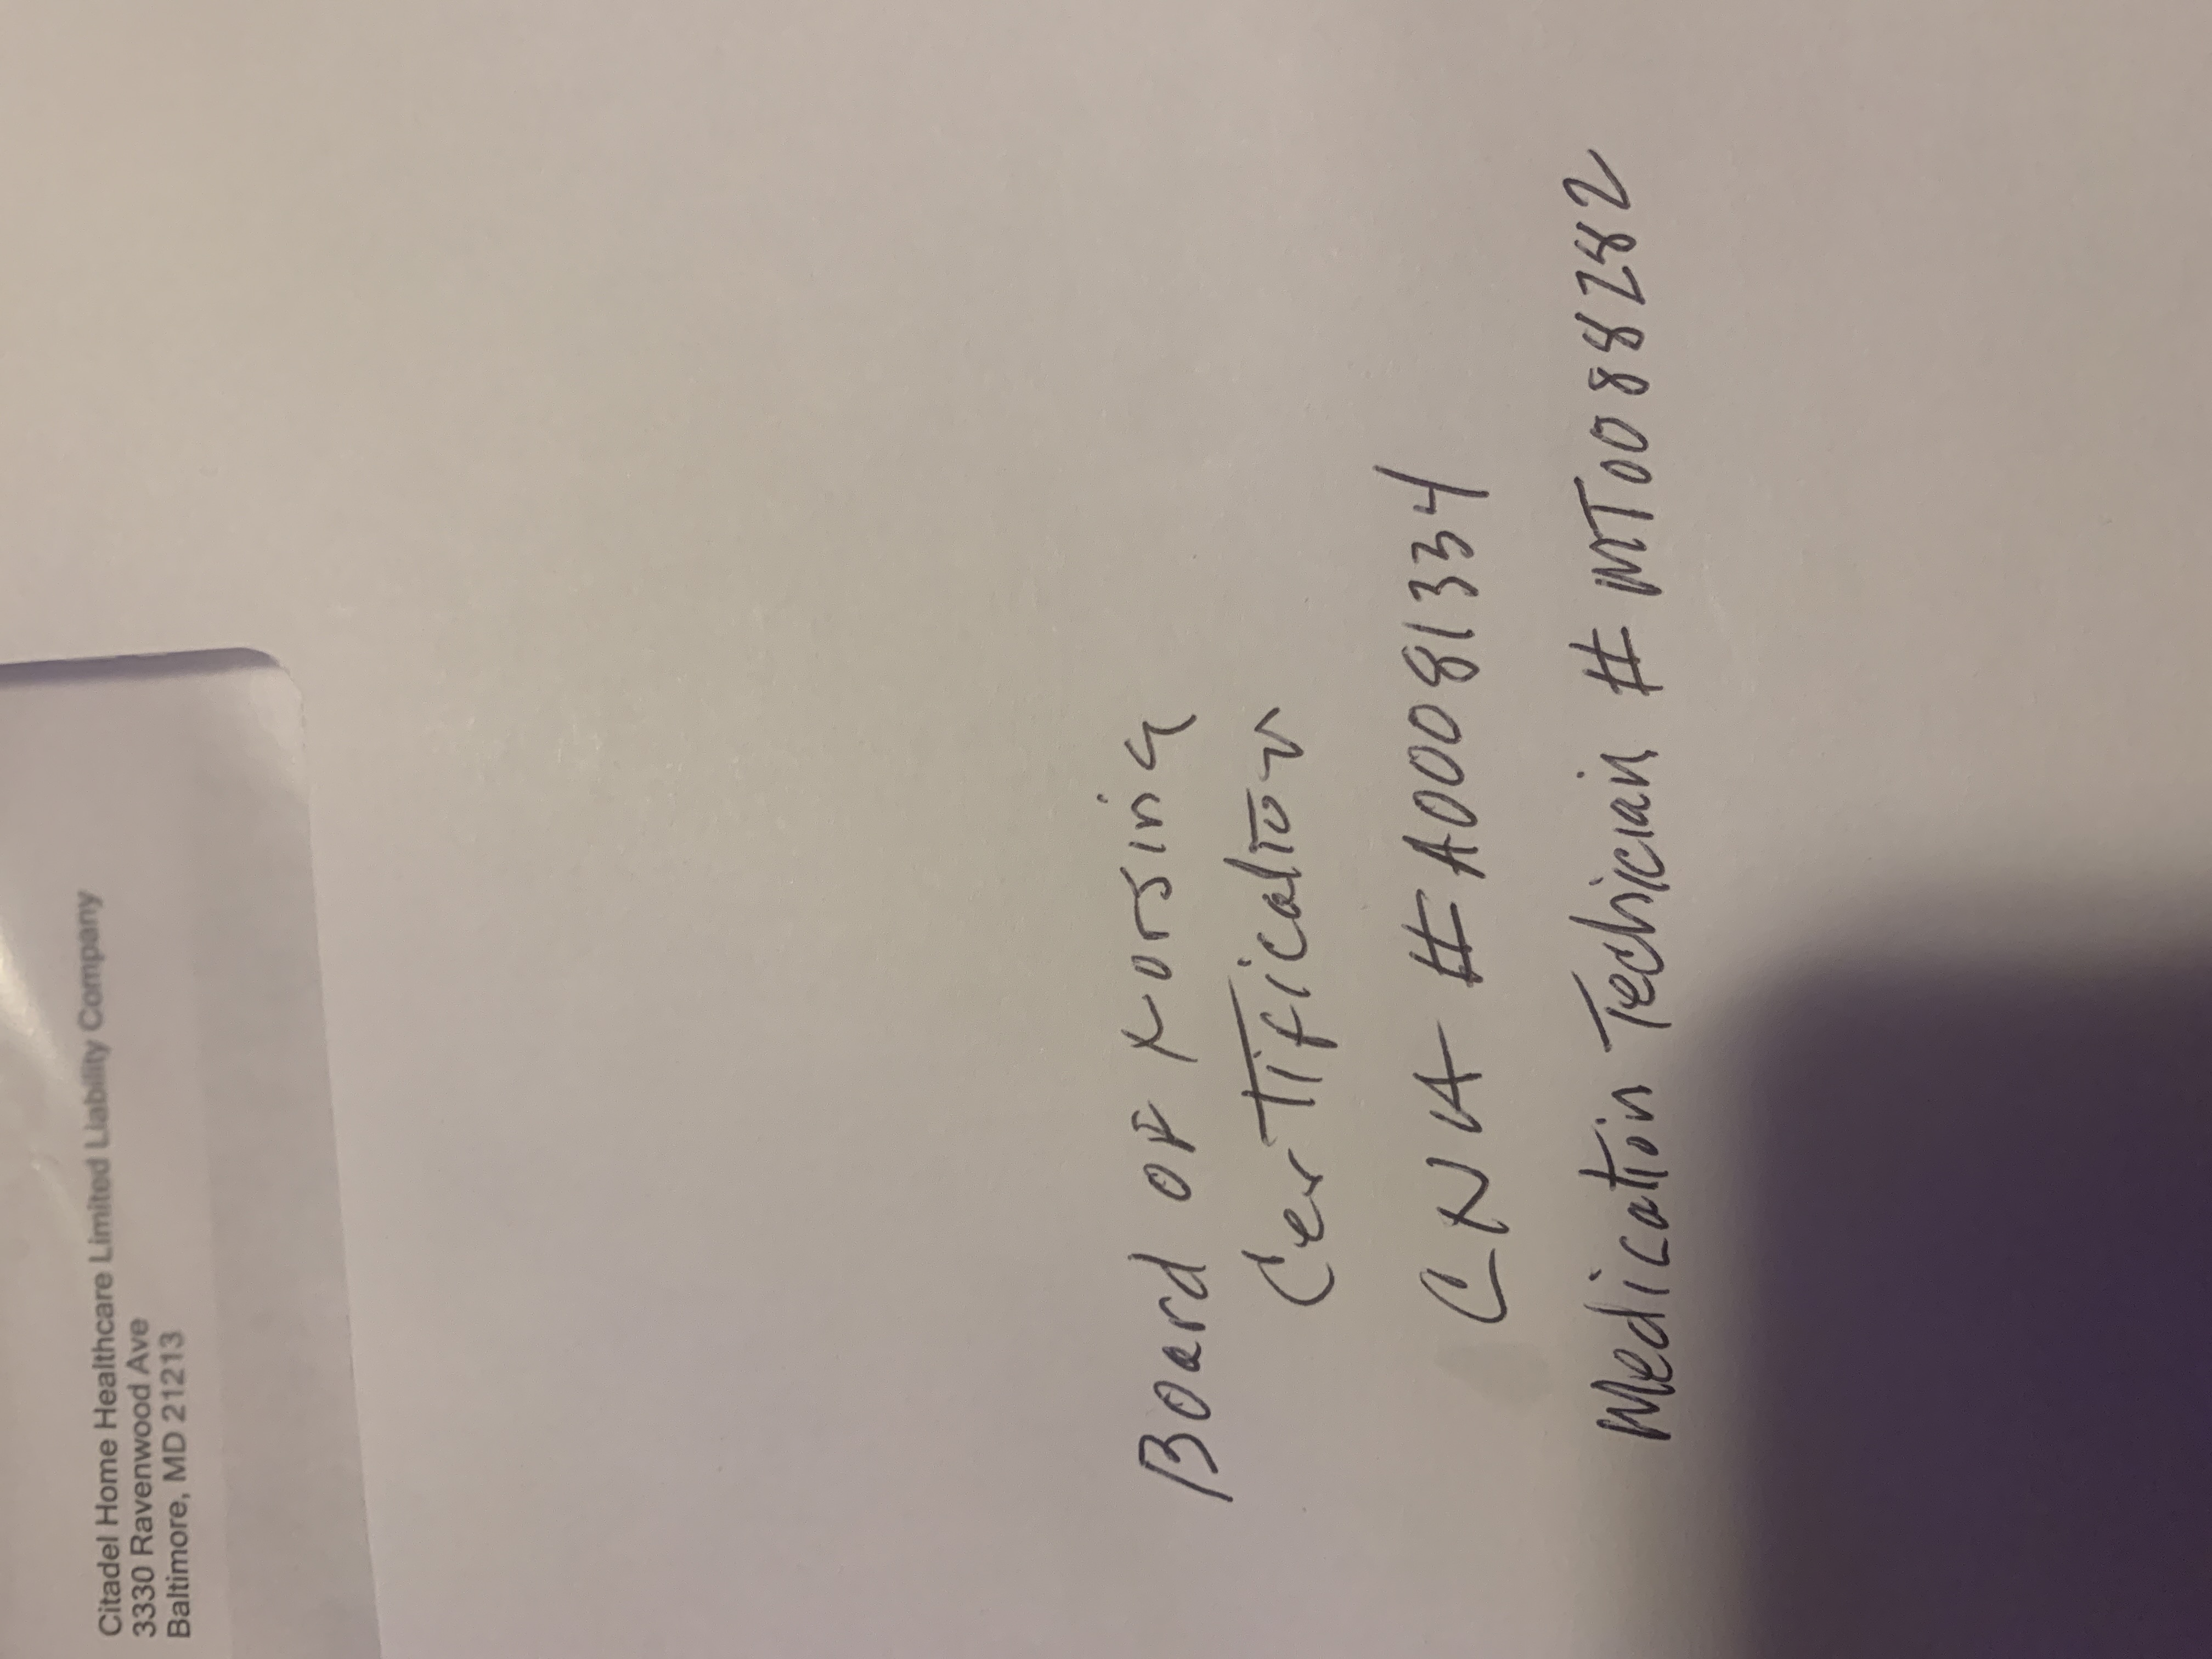 Citadel Home Healthcare Limited Liability Company
3330 Ravenwood Ave
Baltimore, MD 21213
Board of Norsing
Certification
CNA # A00081334
Medication Techician # MT0088282